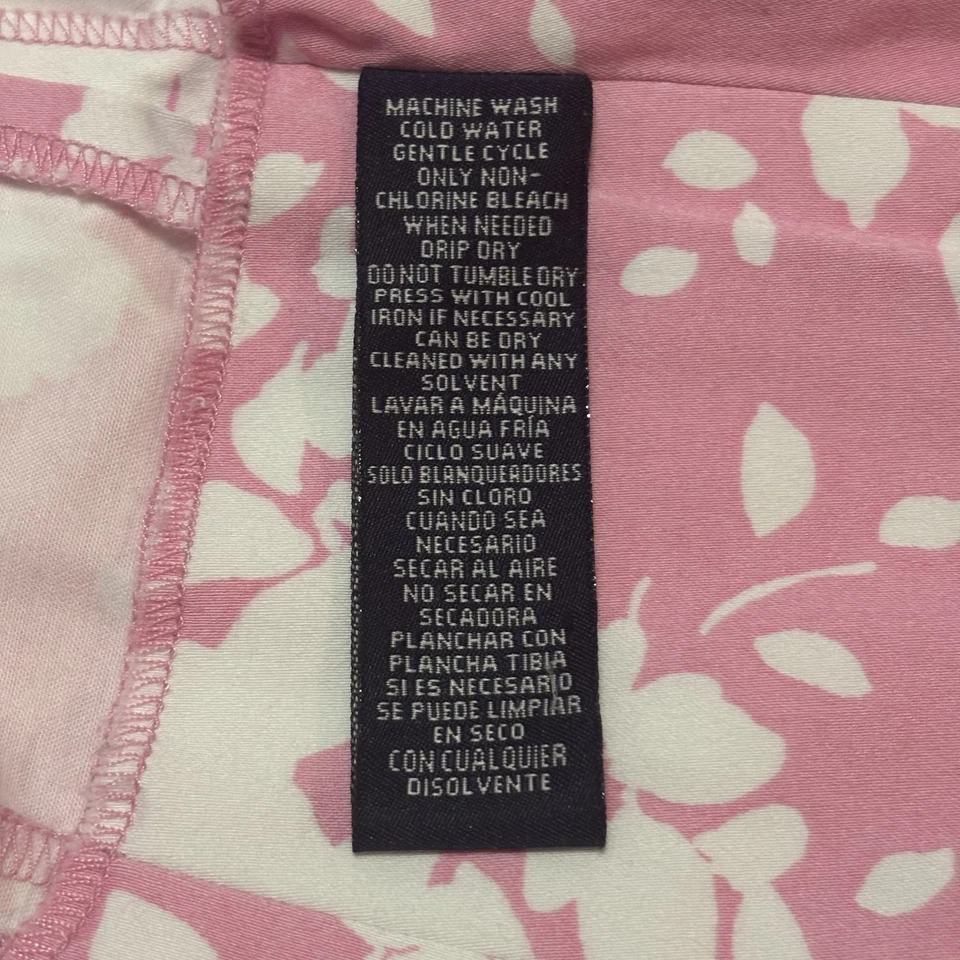 MACHINE WASH
COLD WATER
GENTLE CYCLE
ONLY NON-
CHLORINE BLEACH
WHEN NEEDED
DRIP DRY
DO NOT TUMBLE DRY
PRESS WITH COOL
IRON IF NECESSARY
CAN BE DRY
CLEANED WITH ANY
SOLVENT
LAVAR A MÁQUINA
EN AGUA FRÍA
CICLO SUAVE
SOLO BLANQUEADORES
SIN CLORO
CUANDO SEA
NECESARIO
SECAR AL AIRE
NO SECAR EN
SECADORA
PLANCHAR CON
PLANCHA TIBIA
SI ES NECESARIO
SE PUEDE LIMPIAR
EN SECO
CON CUALQUIER
DISOLVENTE